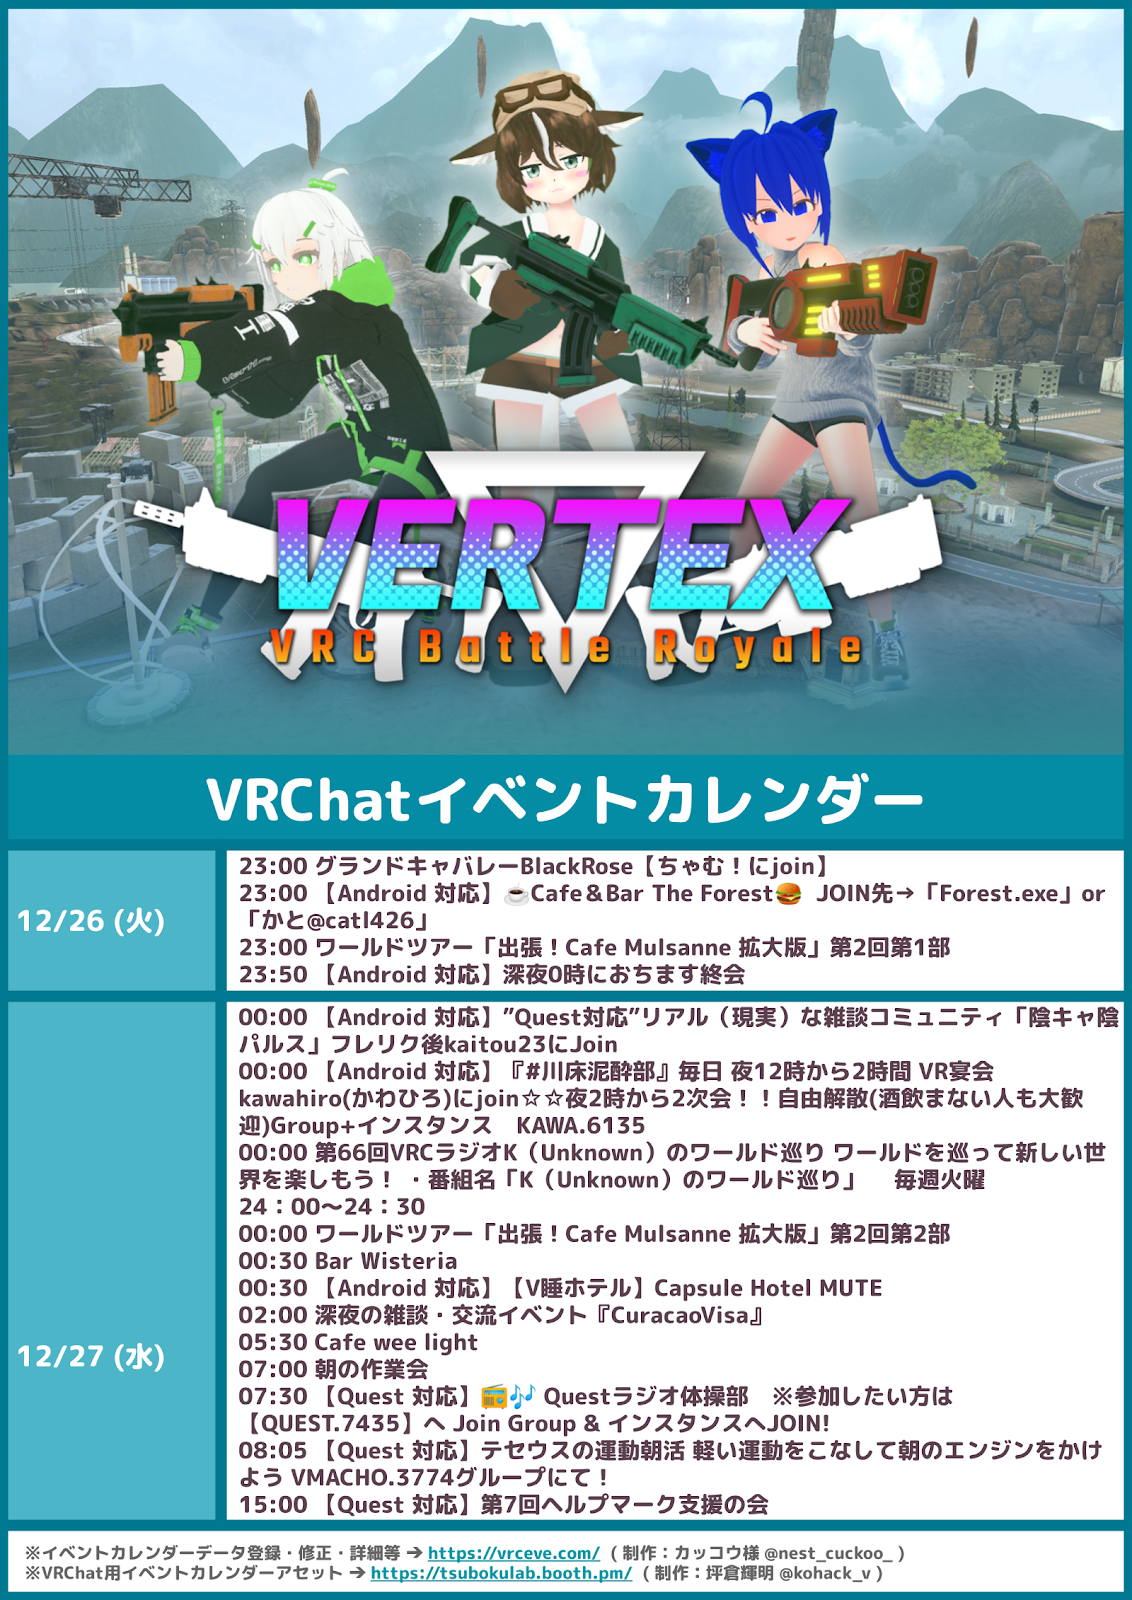 VERTEX
VRC Battle Royale
VRChatイベントカレンダー
12/26 (火)
23:00 グランドキャバレーBlackRose【ちゃむ！にjoin】
23:00 【Android 対応】☕Cafe＆Bar The Forest🍔 JOIN先→「Forest.exe」or
「かと@catl426」
23:00 ワールドツアー「出張！Cafe Mulsanne 拡大版」第2回第1部
23:50 【Android 対応】深夜0時におちます終会
12/27 (水)
00:00 【Android 対応】”Quest対応”リアル（現実）な雑談コミュニティ「陰キャ陰
パルス」フレリク後kaitou23にJoin
00:00 【Android 対応】『#川床泥酔部』毎日 夜12時から2時間 VR宴会
kawahiro(かわひろ)にjoin☆☆夜2時から2次会！！自由解散(酒飲まない人も大歓
迎)Group+インスタンス　KAWA.6135
00:00 第66回VRCラジオK（Unknown）のワールド巡り ワールドを巡って新しい世
界を楽しもう！ ・番組名「K（Unknown）のワールド巡り」　毎週火曜
24：00〜24：30
00:00 ワールドツアー「出張！Cafe Mulsanne 拡大版」第2回第2部
00:30 Bar Wisteria
00:30 【Android 対応】【V睡ホテル】Capsule Hotel MUTE
02:00 深夜の雑談・交流イベント『CuracaoVisa』
05:30 Cafe wee light
07:00 朝の作業会
07:30 【Quest 対応】📻🎶 Questラジオ体操部　※参加したい方は
【QUEST.7435】へ Join Group & インスタンスへJOIN!
08:05 【Quest 対応】テセウスの運動朝活 軽い運動をこなして朝のエンジンをかけ
よう VMACHO.3774グループにて！
15:00 【Quest 対応】第7回ヘルプマーク支援の会
※イベントカレンダーデータ登録・修正・詳細等 → https://vrceve.com/ ( 制作：カッコウ様 @nest_cuckoo_ )
※VRChat用イベントカレンダーアセット → https://tsubokulab.booth.pm/ ( 制作：坪倉輝明 @kohack_v )